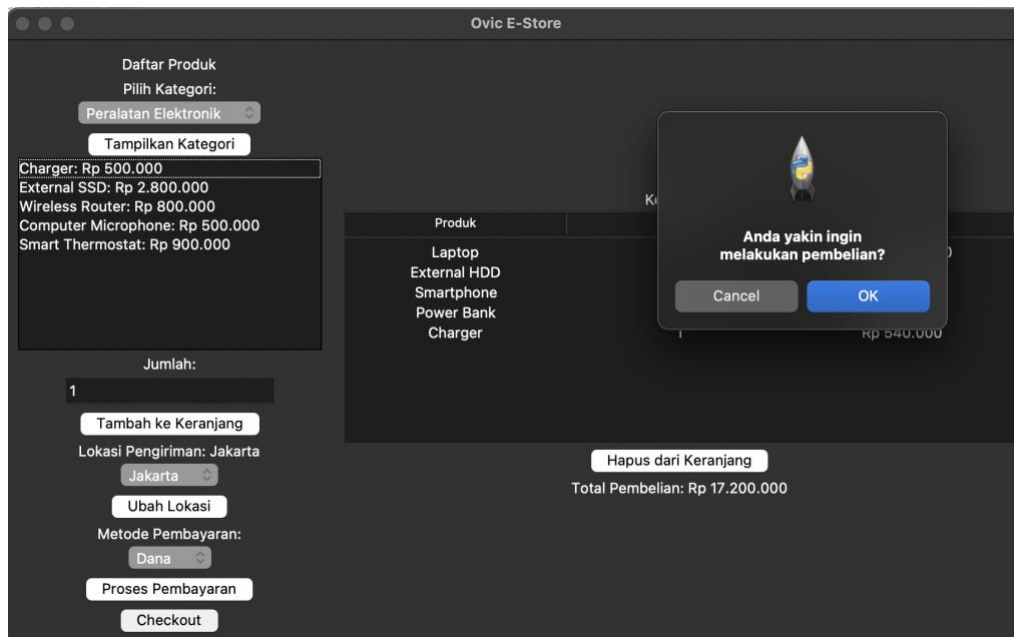 Ovic E-Store
Daftar Produk
Pilih Kategori:
Peralatan Elektronik
Tampilkan Kategori
Charger: Rp 500.000
External SSD: Rp 2.800.000
Wireless Router: Rp 800.000
Computer Microphone: Rp 500.000
Smart Thermostat: Rp 900.000
Jumlah:
1
Tambah ke Keranjang
Lokasi Pengiriman: Jakarta
Jakarta
Ubah Lokasi
Metode Pembayaran:
Dana
Proses Pembayaran
Checkout
Produk
Laptop
External HDD
Smartphone
Power Bank
Charger 1 Rp 540.000
Hapus dari Keranjang
Total Pembelian: Rp 17.200.000
Anda yakin ingin
melakukan pembelian?
Cancel OK